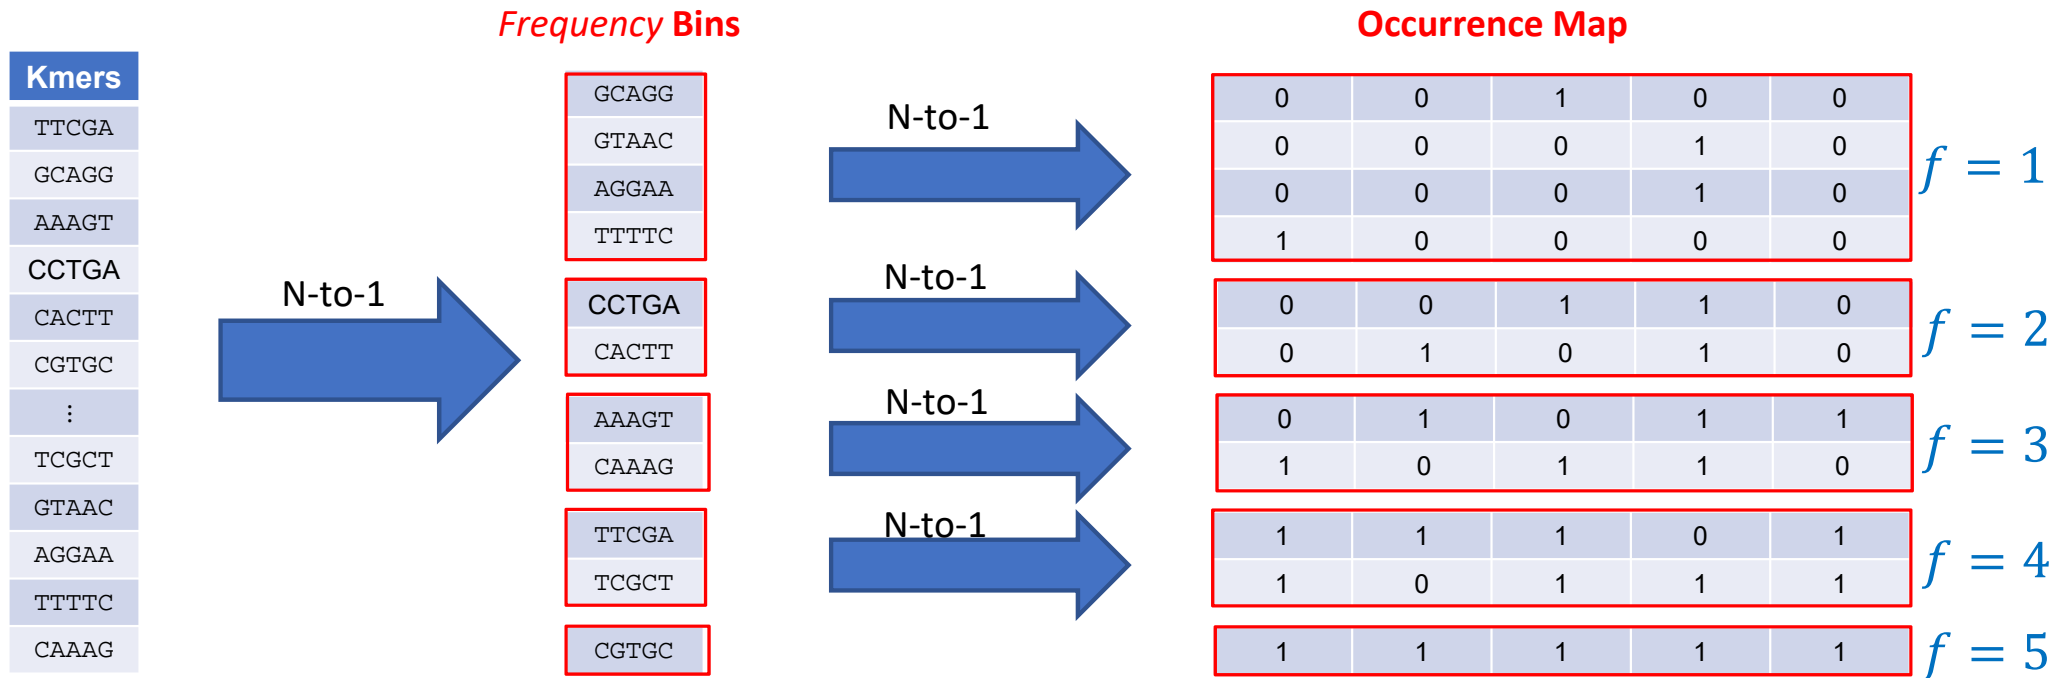 Frequency Bins
Occurrence Map
Kmers
TTCGA
GCAGG
AAAGT
CCTGA
CACTT
CGTGC
⋮
TCGCT
GTAAC
AGGAA
TTTTC
CAAAG
N-to-1
GCAGG
GTAAC
AGGAA
TTTTC
CCTGA
CACTT
AAAGT
CAAAG
TTCGA
TCGCT
CGTGC
N-to-1
N-to-1
N-to-1
N-to-1
0 0 1 0 0
0 0 0 1 0
0 0 0 1 0
1 0 0 0 0
f = 1
0 0 1 1 0
0 1 0 1 0
f = 2
0 1 0 1 1
1 0 1 1 0
f = 3
1 1 1 0 1
1 0 1 1 1
f = 4
1 1 1 1 1
f = 5